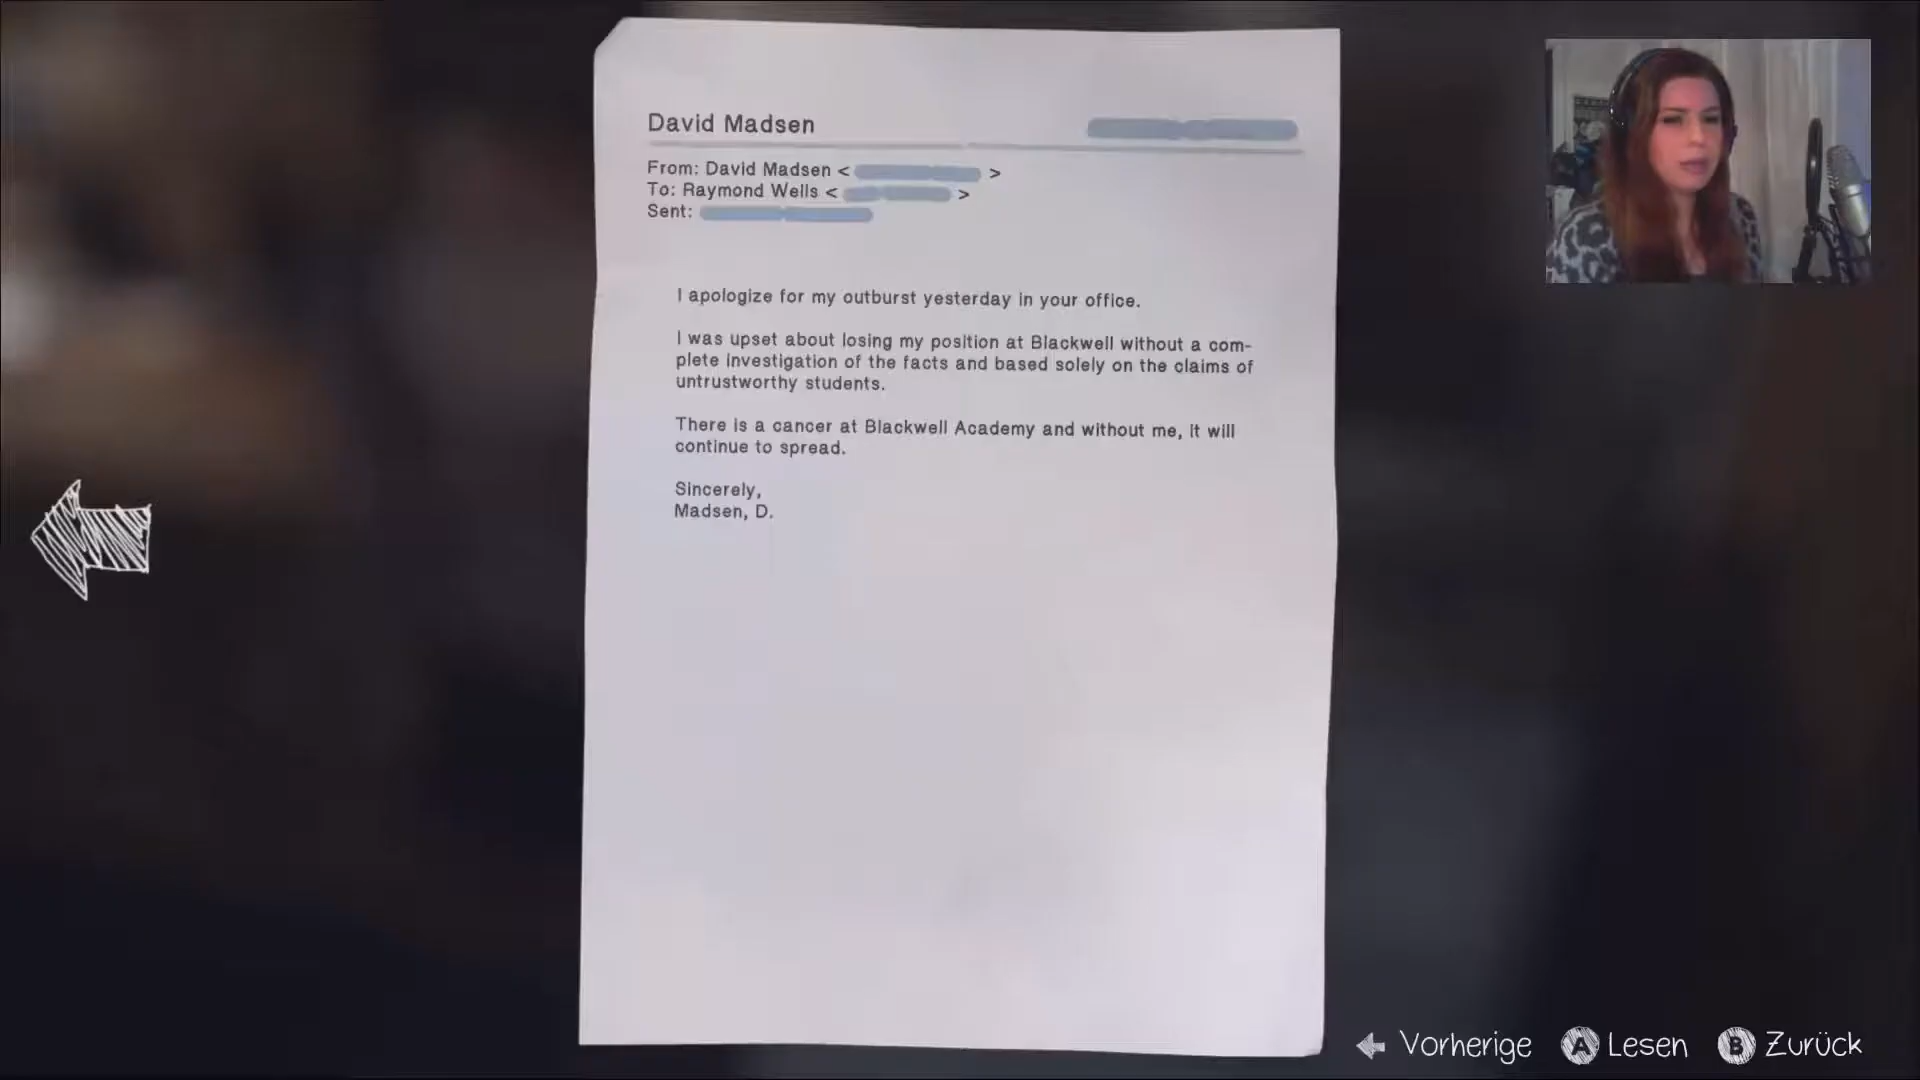 David Madsen
From: David Madsen < >
To: Raymond Wells < >
Sent:
I apologize for my outburst yesterday in your office.
I was upset about losing my position at Blackwell without a com-
plete investigation of the facts and based solely on the claims of
untrustworthy students.
There is a cancer at Blackwell Academy and without me, it will
continue to spread.
Sincerely,
Madsen, D.
Vorherige A Lesen B Zurück